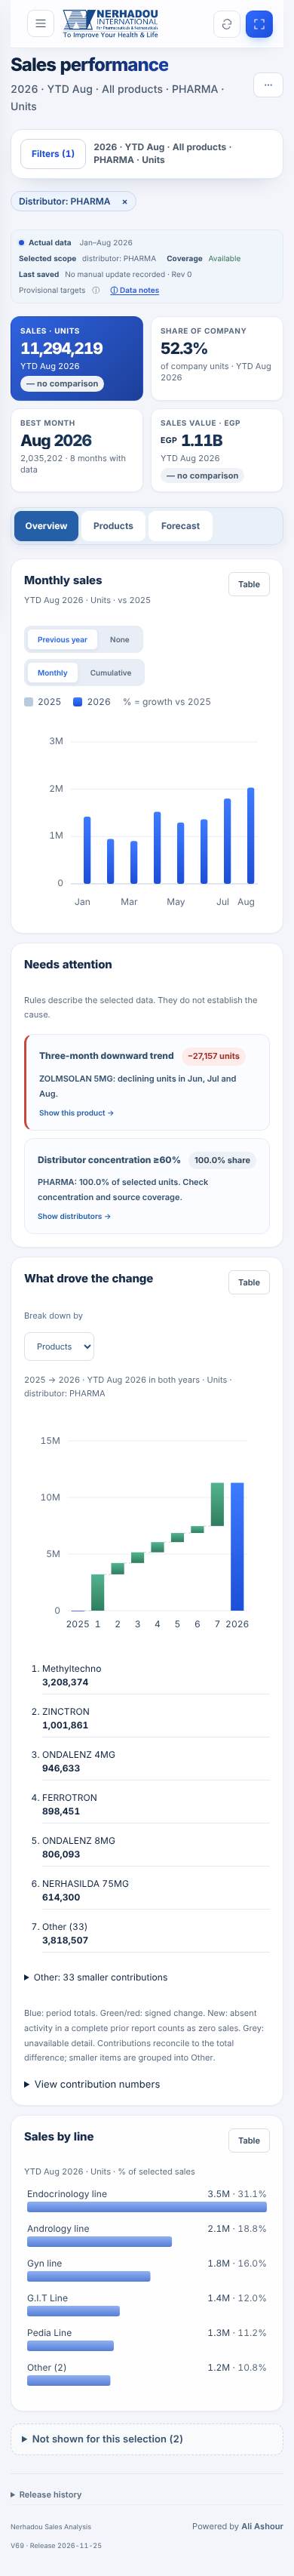 NERHADOU
INTERNATIONAL
For Pharmaceuticals & Nutraceuticals
To Improve Your Health & Life
Sales performance
2026 · YTD Aug · All products · PHARMA ·
Units
...
Filters (1)
2026 · YTD Aug · All products ·
PHARMA · Units
Distributor: PHARMA ×
Actual data Jan–Aug 2026
Selected scope distributor: PHARMA Coverage Available
Last saved No manual update recorded · Rev 0
Provisional targets ⓘ ⓘ Data notes
SALES · UNITS
11,294,219
YTD Aug 2026
— no comparison
SHARE OF COMPANY
52.3%
of company units · YTD Aug
2026
BEST MONTH
Aug 2026
2,035,202 · 8 months with
data
SALES VALUE · EGP
EGP 1.11B
YTD Aug 2026
— no comparison
Overview Products Forecast
Monthly sales
Table
YTD Aug 2026 · Units · vs 2025
Previous year None
Monthly Cumulative
2025 2026 % = growth vs 2025
3M
2M
1M
0
Jan Mar May Jul Aug
Needs attention
Rules describe the selected data. They do not establish the
cause.
Three-month downward trend −27,157 units
ZOLMSOLAN 5MG: declining units in Jun, Jul and
Aug.
Show this product →
Distributor concentration ≥60% 100.0% share
PHARMA: 100.0% of selected units. Check
concentration and source coverage.
Show distributors →
What drove the change
Table
Break down by
Products
2025 → 2026 · YTD Aug 2026 in both years · Units ·
distributor: PHARMA
15M
10M
5M
0
2025 1 2 3 4 5 6 7 2026
1. Methyltechno
3,208,374
2. ZINCTRON
1,001,861
3. ONDALENZ 4MG
946,633
4. FERROTRON
898,451
5. ONDALENZ 8MG
806,093
6. NERHASILDA 75MG
614,300
7. Other (33)
3,818,507
▶ Other: 33 smaller contributions
Blue: period totals. Green/red: signed change. New: absent
activity in a complete prior report counts as zero sales. Grey:
unavailable detail. Contributions reconcile to the total
difference; smaller items are grouped into Other.
▶ View contribution numbers
Sales by line
Table
YTD Aug 2026 · Units · % of selected sales
Endocrinology line 3.5M · 31.1%
Andrology line 2.1M · 18.8%
Gyn line 1.8M · 16.0%
G.I.T Line 1.4M · 12.0%
Pedia Line 1.3M · 11.2%
Other (2) 1.2M · 10.8%
▶ Not shown for this selection (2)
▶ Release history
Nerhadou Sales Analysis
Powered by Ali Ashour
V69 · Release 2026-11-25